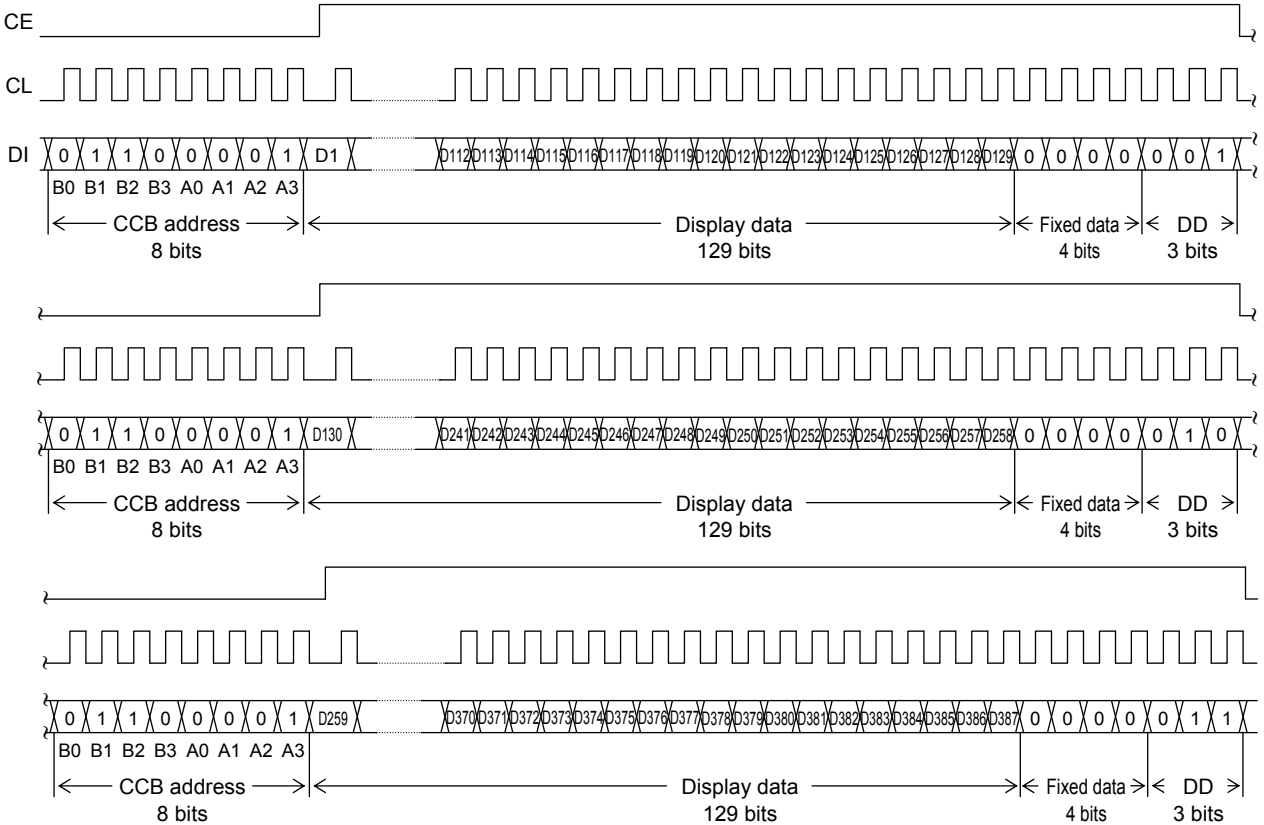 CE
CL
DI 0 1 1 0 0 0 0 1 D1 D112 D113 D114 D115 D116 D117 D118 D119 D120 D121 D122 D123 D124 D125 D126 D127 D128 D129 0 0 0 0 0 0 1
B0 B1 B2 B3 A0 A1 A2 A3
CCB address Display data Fixed data DD
8 bits 129 bits 4 bits 3 bits
0 1 1 0 0 0 0 1 D130 D241 D242 D243 D244 D245 D246 D247 D248 D249 D250 D251 D252 D253 D254 D255 D256 D257 D258 0 0 0 0 0 1 0
B0 B1 B2 B3 A0 A1 A2 A3
CCB address Display data Fixed data DD
8 bits 129 bits 4 bits 3 bits
0 1 1 0 0 0 0 1 D259 D370 D371 D372 D373 D374 D375 D376 D377 D378 D379 D380 D381 D382 D383 D384 D385 D386 D387 0 0 0 0 0 1 1
B0 B1 B2 B3 A0 A1 A2 A3
CCB address Display data Fixed data DD
8 bits 129 bits 4 bits 3 bits